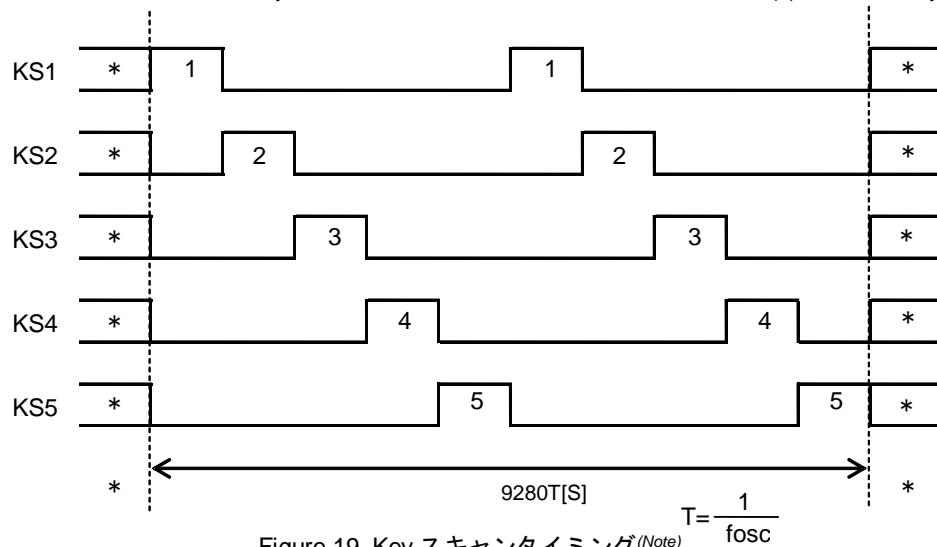 KS1 * 1 1 *
KS2 * 2 2 *
KS3 * 3 3 *
KS4 * 4 4 *
KS5 * 5 5 *
* 9280T[S] *
T= 1
fosc
Figure 19. Key スキャンタイミング(Note)